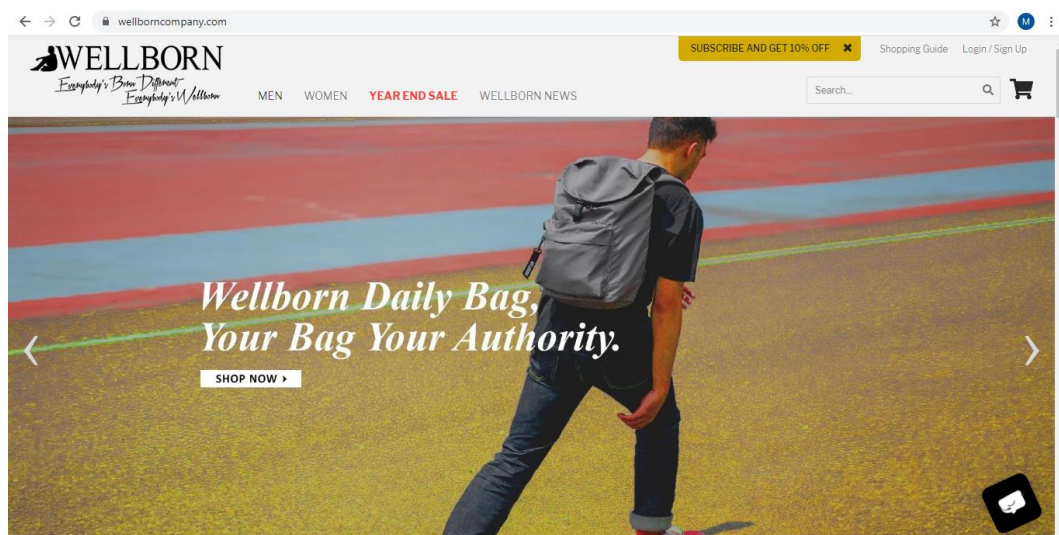 wellborncompany.com
M
SUBSCRIBE AND GET 10% OFF ✖
Shopping Guide
Login / Sign Up
WELLBORN
Everybody's Born Different
Everybody's Wellborn
MEN
WOMEN
YEAR END SALE
WELLBORN NEWS
Search...
Wellborn Daily Bag,
Your Bag Your Authority.
SHOP NOW